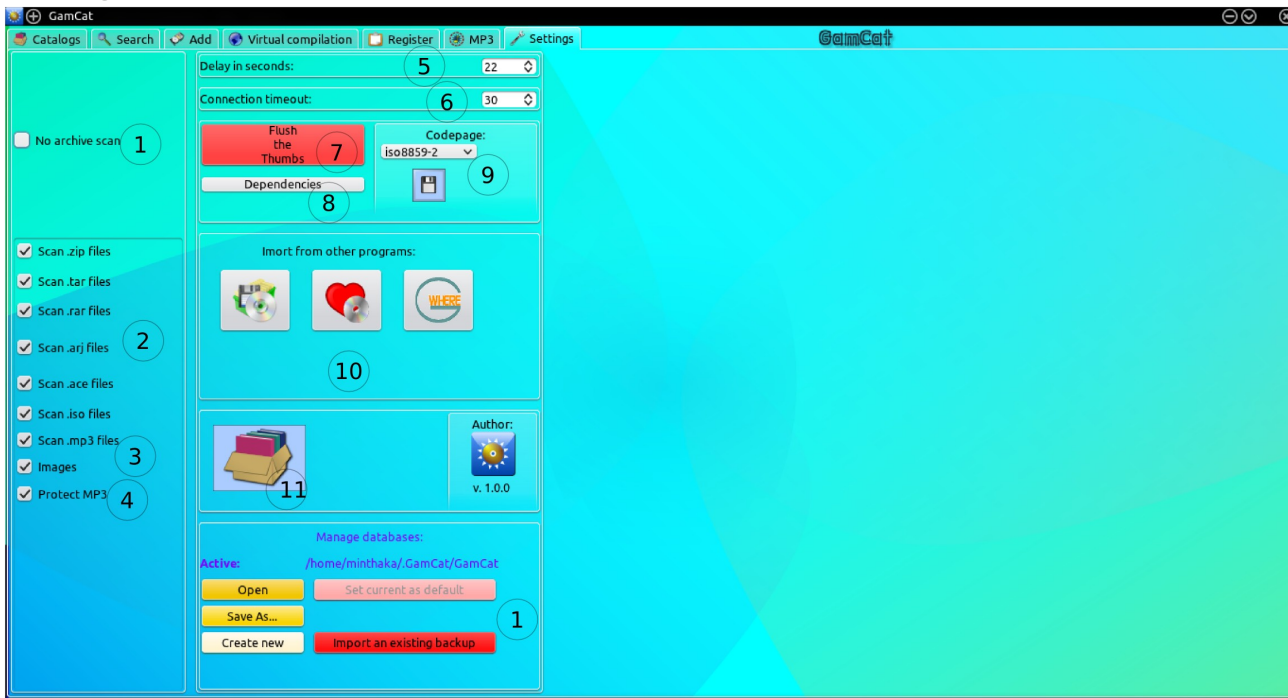 GamCat
Catalogs Search Add Virtual compilation Register MP3 Settings GamCat
Delay in seconds: 5 22
Connection timeout: 6 30
No archive scan 1
Flush
the
Thumbs 7
Dependencies
8
Codepage:
iso8859-2
9
Scan .zip files
Scan .tar files
Scan .rar files
Scan .arj files 2
Scan .ace files
Scan .iso files
Scan .mp3 files
3
Images
Protect MP3 4
Imort from other programs:
WHERE
10
11
Author:
v. 1.0.0
Manage databases:
Active: /home/minthaka/.GamCat/GamCat
Open Set current as default
Save As... 1
Create new Import an existing backup